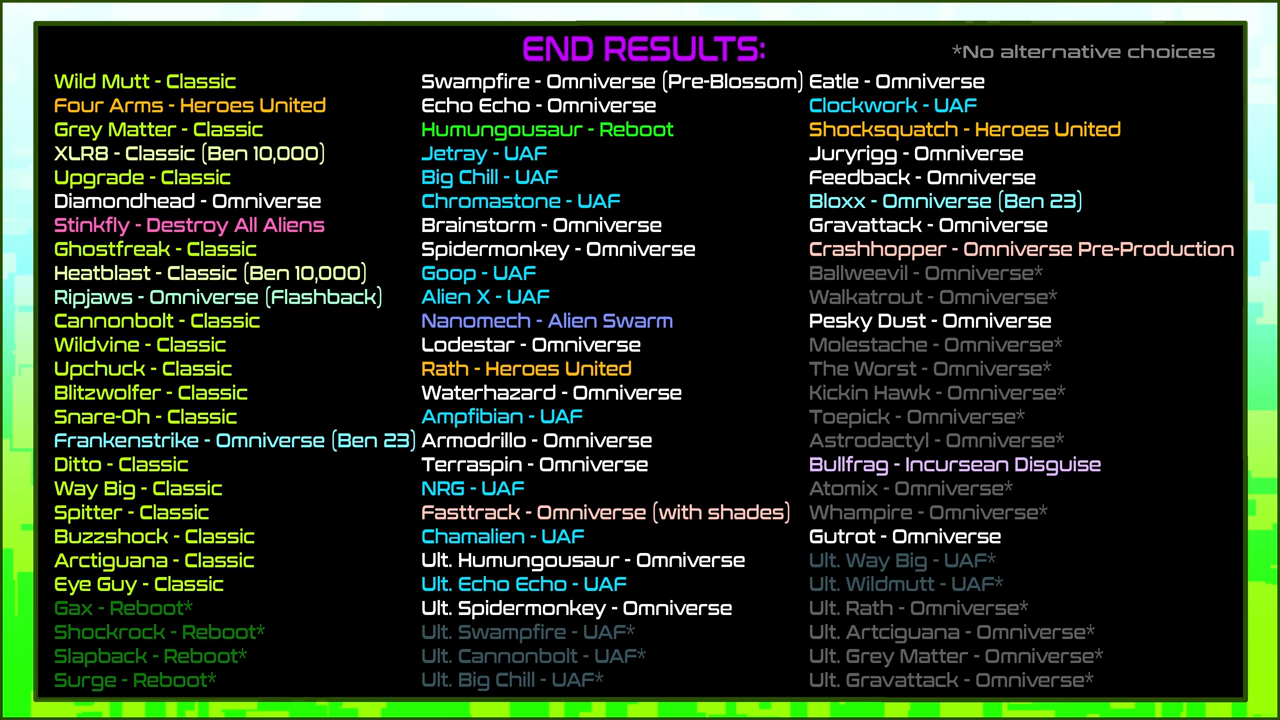 END RESULTS:
*No alternative choices
Wild Mutt - Classic
Four Arms - Heroes United
Grey Matter - Classic
XLR8 - Classic (Ben 10,000)
Upgrade - Classic
Diamondhead - Omniverse
Stinkfly - Destroy All Aliens
Ghostfreak - Classic
Heatblast - Classic (Ben 10,000)
Ripjaws - Omniverse (Flashback)
Cannonbolt - Classic
Wildvine - Classic
Upchuck - Classic
Blitzwolfer - Classic
Snare-Oh - Classic
Frankenstrike - Omniverse (Ben 23)
Ditto - Classic
Way Big - Classic
Spitter - Classic
Buzzshock - Classic
Arctiguana - Classic
Eye Guy - Classic
Gax - Reboot*
Shockrock - Reboot*
Slapback - Reboot*
Surge - Reboot*
Swampfire - Omniverse (Pre-Blossom)
Echo Echo - Omniverse
Humungousaur - Reboot
Jetray - UAF
Big Chill - UAF
Chromastone - UAF
Brainstorm - Omniverse
Spidermonkey - Omniverse
Goop - UAF
Alien X - UAF
Nanomech - Alien Swarm
Lodestar - Omniverse
Rath - Heroes United
Waterhazard - Omniverse
Ampfibian - UAF
Armodrillo - Omniverse
Terraspin - Omniverse
NRG - UAF
Fasttrack - Omniverse (with shades)
Chamalien - UAF
Ult. Humungousaur - Omniverse
Ult. Echo Echo - UAF
Ult. Spidermonkey - Omniverse
Ult. Swampfire - UAF*
Ult. Cannonbolt - UAF*
Ult. Big Chill - UAF*
Eatle - Omniverse
Clockwork - UAF
Shocksquatch - Heroes United
Juryrigg - Omniverse
Feedback - Omniverse
Bloxx - Omniverse (Ben 23)
Gravattack - Omniverse
Crashhopper - Omniverse Pre-Production
Ballweevil - Omniverse*
Walkatrout - Omniverse*
Pesky Dust - Omniverse
Molestache - Omniverse*
The Worst - Omniverse*
Kickin Hawk - Omniverse*
Toepick - Omniverse*
Astrodactyl - Omniverse*
Bullfrag - Incursean Disguise
Atomix - Omniverse*
Whampire - Omniverse*
Gutrot - Omniverse
Ult. Way Big - UAF*
Ult. Wildmutt - UAF*
Ult. Rath - Omniverse*
Ult. Artciguana - Omniverse*
Ult. Grey Matter - Omniverse*
Ult. Gravattack - Omniverse*